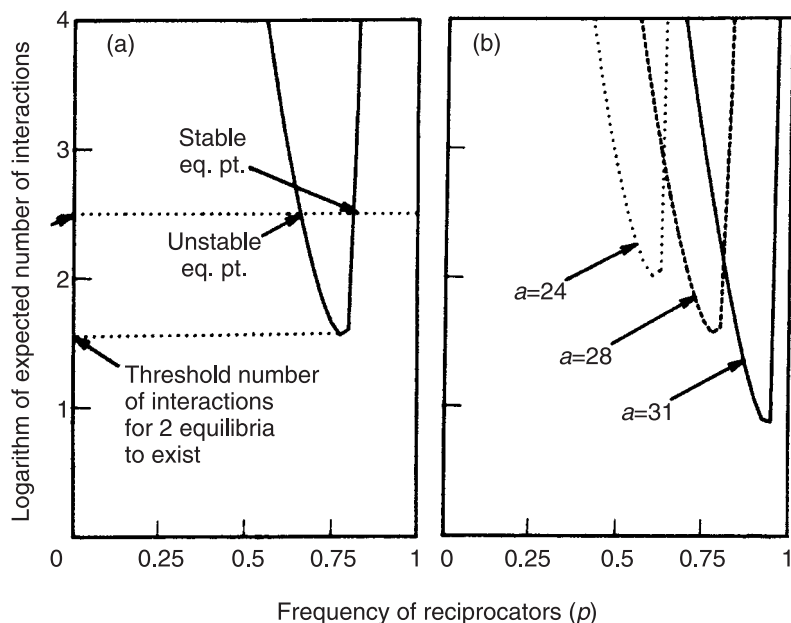 Logarithm of expected number of interactions
4
3
2
1
0
(a)
Stable
eq. pt.
Unstable
eq. pt.
Threshold number
of interactions
for 2 equilibria
to exist
0.25
0.5
0.75
1
(b)
a=24
a=28
a=31
0
0.25
0.5
0.75
1
Frequency of reciprocators (p)